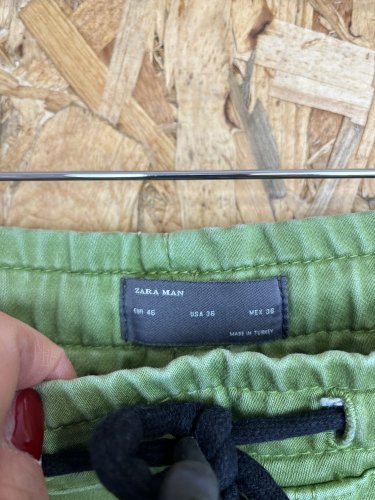 ZARA MAN
EUR 46 USA 36 MEX 36
MADE IN TURKEY